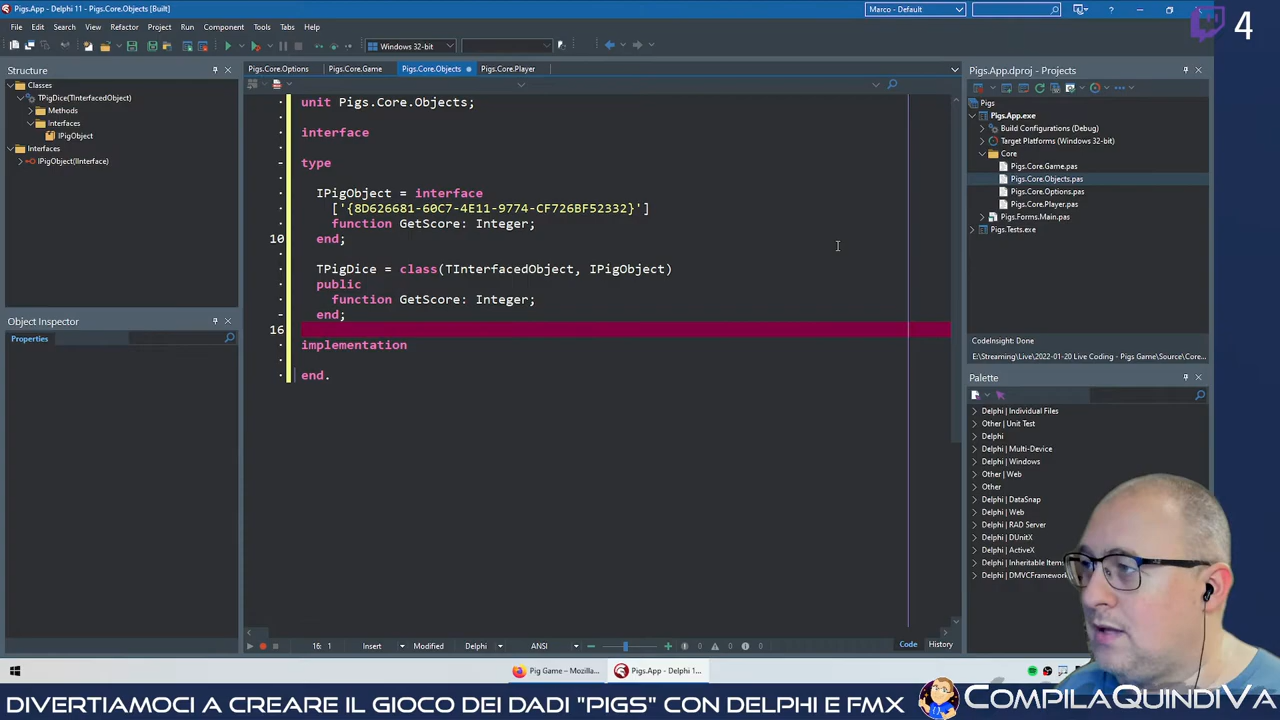 Pigs.App - Delphi 11 - Pigs.Core.Objects [Built]
Marco - Default
4
File Edit Search View Refactor Project Run Component Tools Tabs Help
Windows 32-bit
Structure
Classes
TPigDice(TInterfacedObject)
Methods
Interfaces
IPigObject
Interfaces
IPigObject(IInterface)
Object Inspector
Properties
Pigs.Core.Options Pigs.Core.Game Pigs.Core.Objects Pigs.Core.Player
unit Pigs.Core.Objects;
interface
type
IPigObject = interface
['{8D626681-60C7-4E11-9774-CF726BF52332}']
function GetScore: Integer;
10 end;
TPigDice = class(TInterfacedObject, IPigObject)
public
function GetScore: Integer;
end;
16
implementation
end.
16: 1 Insert Modified Delphi ANSI 0 0 0 Code History
Pigs.App.dproj - Projects
Pigs
Pigs.App.exe
Build Configurations (Debug)
Target Platforms (Windows 32-bit)
Core
Pigs.Core.Game.pas
Pigs.Core.Objects.pas
Pigs.Core.Options.pas
Pigs.Core.Player.pas
Pigs.Forms.Main.pas
Pigs.Tests.exe
CodeInsight: Done
E:\Streaming\Live\2022-01-20 Live Coding - Pigs Game\Source\Core...
Palette
Delphi | Individual Files
Other | Unit Test
Delphi
Delphi | Multi-Device
Delphi | Windows
Other | Web
Other
Delphi | DataSnap
Delphi | Web
Delphi | RAD Server
Delphi | DUnitX
Delphi | ActiveX
Delphi | Inheritable Items
Delphi | DMVCFramework
Pig Game — Mozilla...
Pigs.App - Delphi 1...
DIVERTIAMOCI A CREARE IL GIOCO DEI DADI "PIGS" CON DELPHI E FMX
COMPILAQUINDIVA